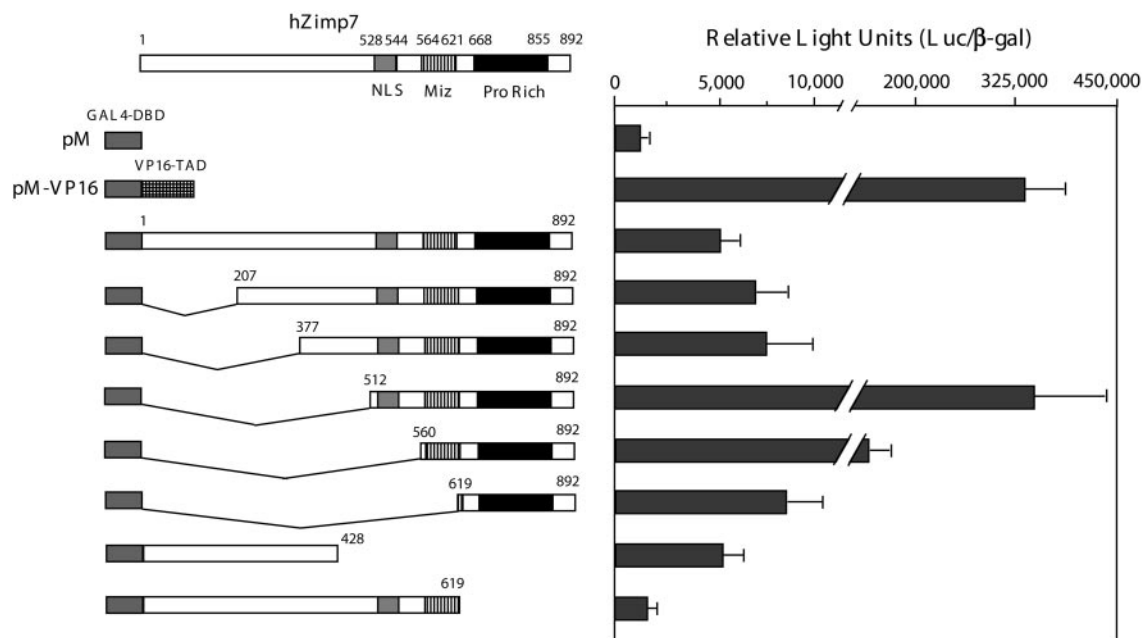 hZimp7
1 528 544 564 621 668 855 892
NLS Miz Pro Rich
Relative Light Units (Luc/β-gal)
0 5,000 10,000 200,000 325,000 450,000
GAL4-DBD
pM
VP16-TAD
pM-VP16
1 892
207 892
377 892
512 892
560 892
619 892
428
619